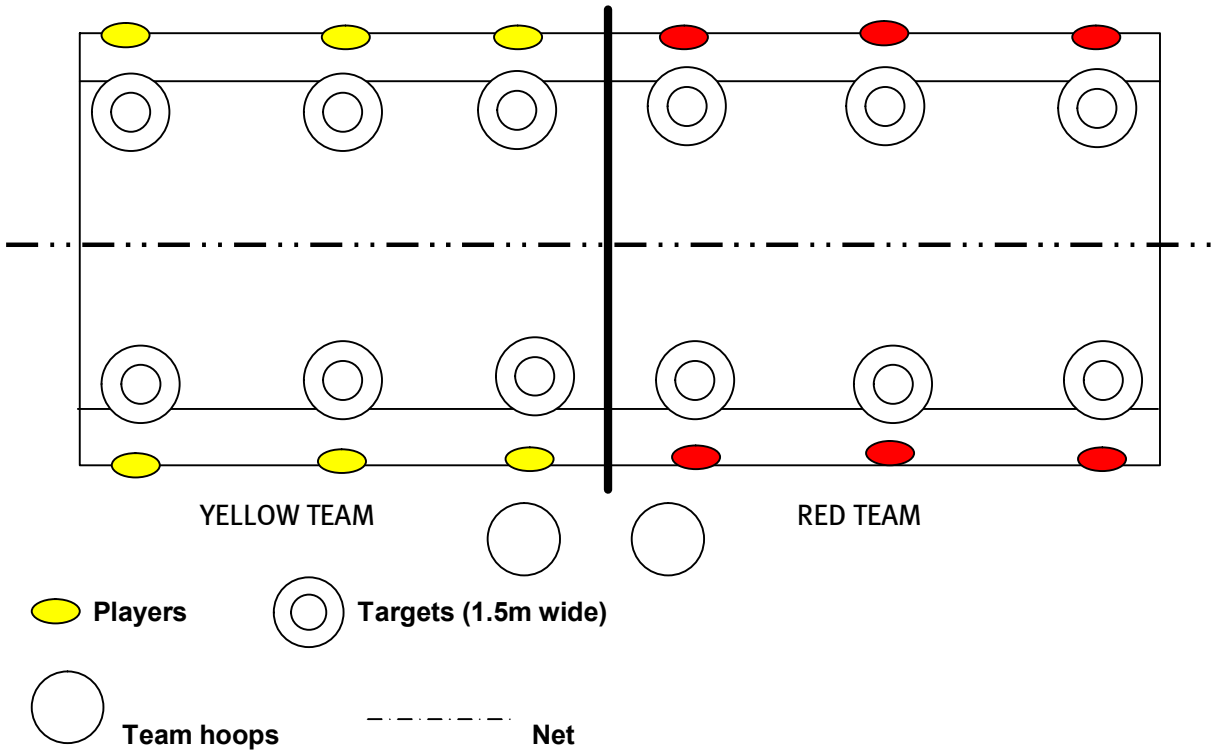 YELLOW TEAM
RED TEAM
Players
Targets (1.5m wide)
Team hoops
Net